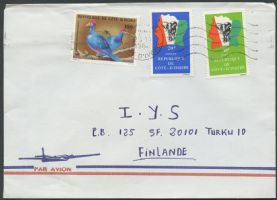 REPUBLIQUE DE COTE D'IVOIRE
REPUBLIQUE
DE
COTE-D'IVOIRE
REPUBLIQUE
DE
COTE-D'IVOIRE
I.Y.S
P.B. 125 SF. 20101 TURKU 10
FINLANDE
PAR AVION